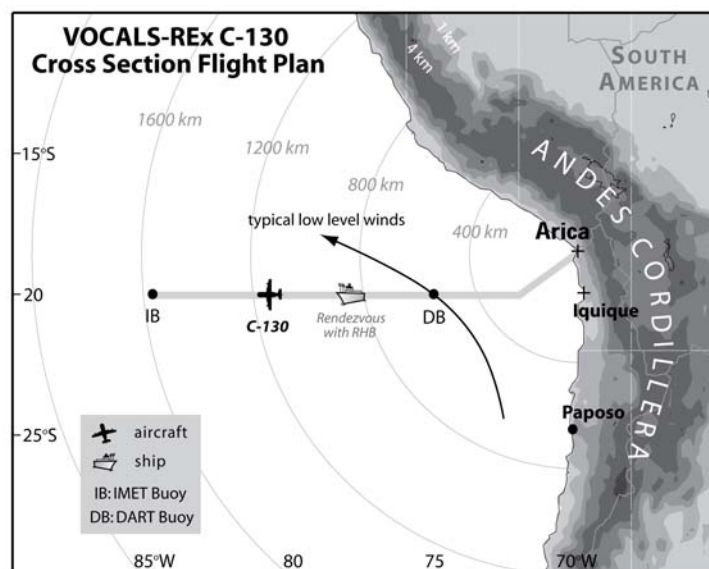 VOCALS-REx C-130
Cross Section Flight Plan
1 km
4 km
SOUTH
AMERICA
1600 km
1200 km
800 km
400 km
15°S
ANDES CORDILLERA
typical low level winds
Arica
20
IB
C-130
Rendezvous
with RHB
DB
Iquique
Paposo
25°S
aircraft
ship
IB: IMET Buoy
DB: DART Buoy
85°W
80
75
70°W